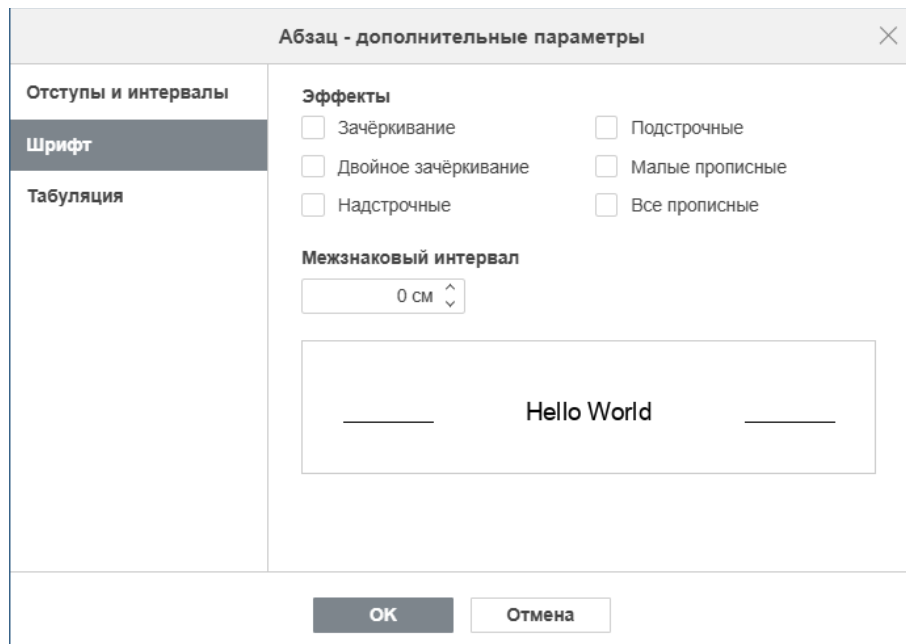 Абзац - дополнительные параметры
Отступы и интервалы
Шрифт
Табуляция
Эффекты
Зачёркивание
Подстрочные
Двойное зачёркивание
Малые прописные
Надстрочные
Все прописные
Межзнаковый интервал
0 см
Hello World
OK
Отмена